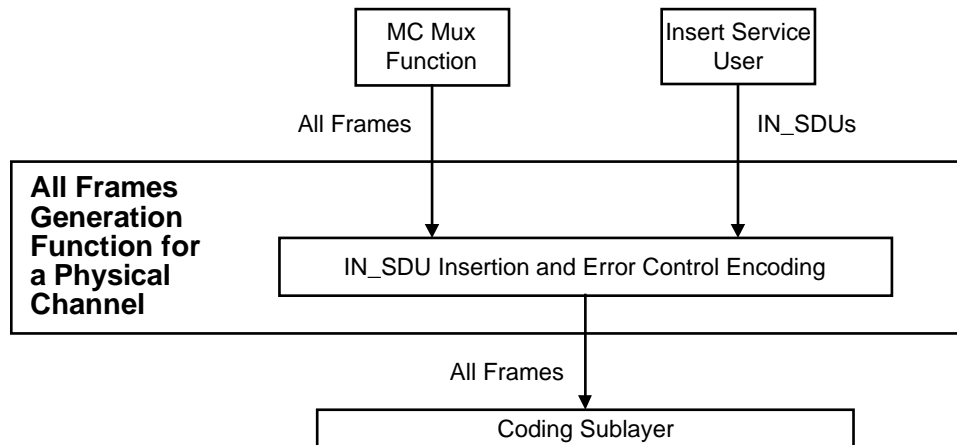 MC Mux
Function
Insert Service
User
All Frames
IN_SDUs
All Frames
Generation
Function for
a Physical
Channel
IN_SDU Insertion and Error Control Encoding
All Frames
Coding Sublayer